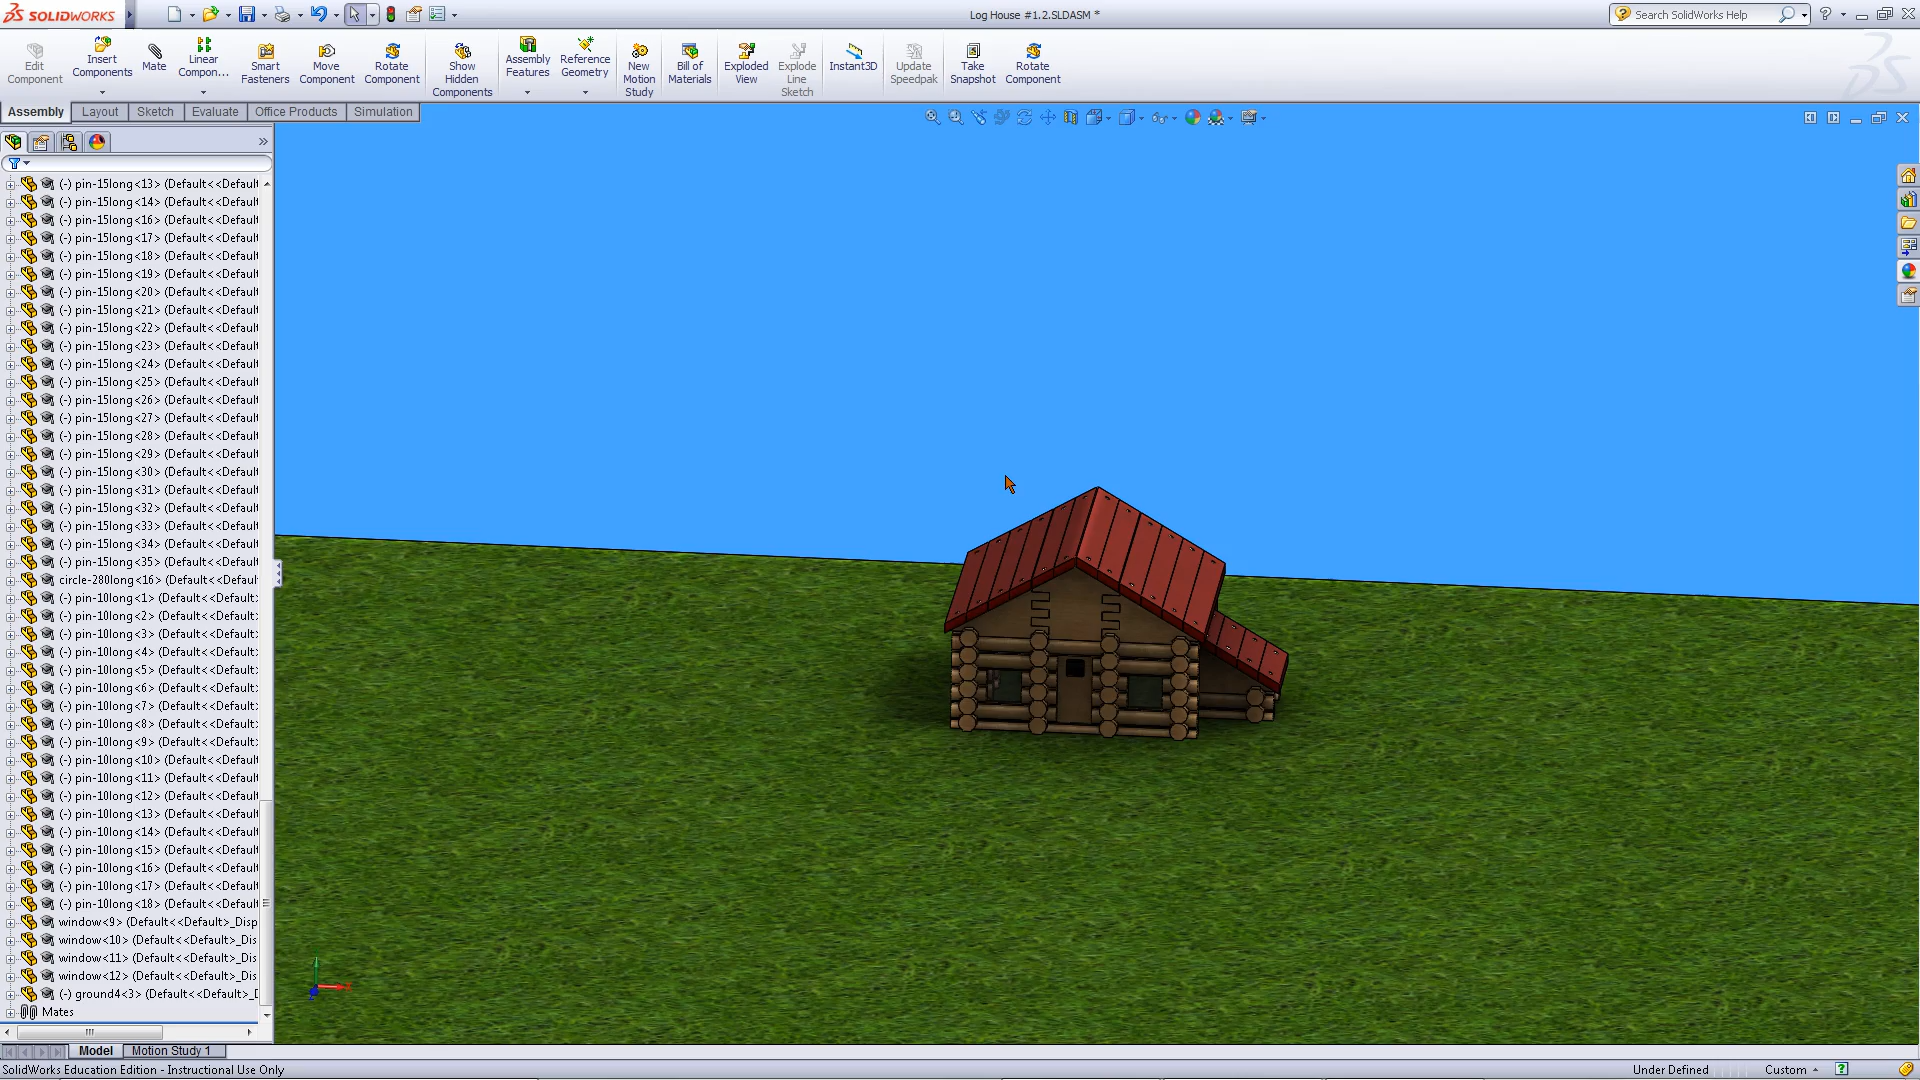 SOLIDWORKS
Log House #1.2.SLDASM *
Search SolidWorks Help
Edit Component
Insert Components
Mate
Linear Compon...
Smart Fasteners
Move Component
Rotate Component
Show Hidden Components
Assembly Features
Reference Geometry
New Motion Study
Bill of Materials
Exploded View
Explode Line Sketch
Instant3D
Update Speedpak
Take Snapshot
Rotate Component
Assembly
Layout
Sketch
Evaluate
Office Products
Simulation
(-) pin-15long<13> (Default<<Default
(-) pin-15long<14> (Default<<Default
(-) pin-15long<16> (Default<<Default
(-) pin-15long<17> (Default<<Default
(-) pin-15long<18> (Default<<Default
(-) pin-15long<19> (Default<<Default
(-) pin-15long<20> (Default<<Default
(-) pin-15long<21> (Default<<Default
(-) pin-15long<22> (Default<<Default
(-) pin-15long<23> (Default<<Default
(-) pin-15long<24> (Default<<Default
(-) pin-15long<25> (Default<<Default
(-) pin-15long<26> (Default<<Default
(-) pin-15long<27> (Default<<Default
(-) pin-15long<28> (Default<<Default
(-) pin-15long<29> (Default<<Default
(-) pin-15long<30> (Default<<Default
(-) pin-15long<31> (Default<<Default
(-) pin-15long<32> (Default<<Default
(-) pin-15long<33> (Default<<Default
(-) pin-15long<34> (Default<<Default
(-) pin-15long<35> (Default<<Default
circle-280long<16> (Default<<Defaul
(-) pin-10long<1> (Default<<Default>
(-) pin-10long<2> (Default<<Default>
(-) pin-10long<3> (Default<<Default>
(-) pin-10long<4> (Default<<Default>
(-) pin-10long<5> (Default<<Default>
(-) pin-10long<6> (Default<<Default>
(-) pin-10long<7> (Default<<Default>
(-) pin-10long<8> (Default<<Default>
(-) pin-10long<9> (Default<<Default>
(-) pin-10long<10> (Default<<Default
(-) pin-10long<11> (Default<<Default
(-) pin-10long<12> (Default<<Default
(-) pin-10long<13> (Default<<Default
(-) pin-10long<14> (Default<<Default
(-) pin-10long<15> (Default<<Default
(-) pin-10long<16> (Default<<Default
(-) pin-10long<17> (Default<<Default
(-) pin-10long<18> (Default<<Default
window<9> (Default<<Default>_Disp
window<10> (Default<<Default>_Dis
window<11> (Default<<Default>_Dis
window<12> (Default<<Default>_Dis
(-) ground4<3> (Default<<Default>_D
Mates
Model
Motion Study 1
SolidWorks Education Edition - Instructional Use Only
Under Defined
Custom